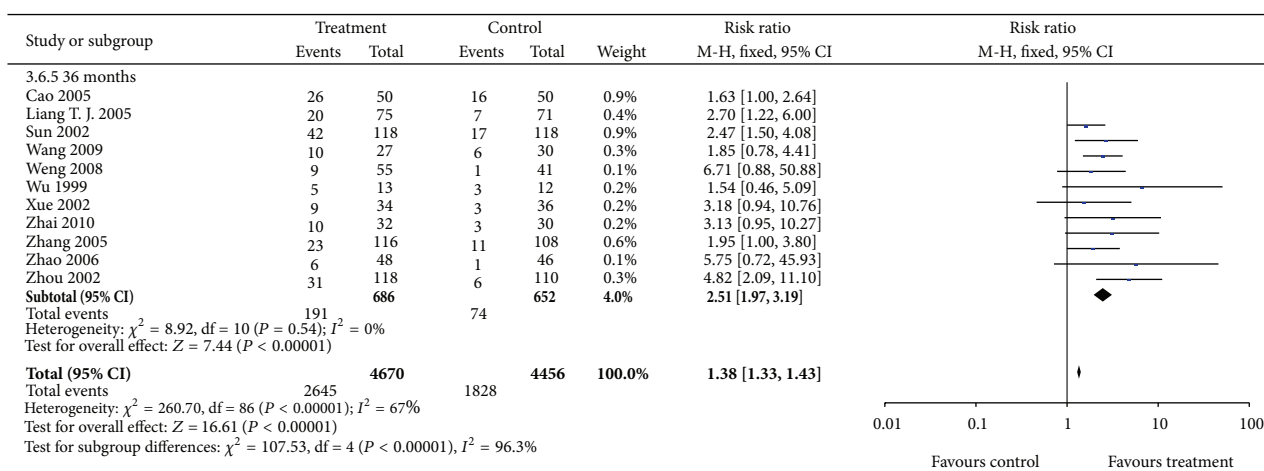 Study or subgroup Treatment Control Weight Risk ratio Risk ratio
Events Total Events Total M-H, fixed, 95% CI M-H, fixed, 95% CI
3.6.5 36 months
Cao 2005 26 50 16 50 0.9% 1.63 [1.00, 2.64]
Liang T. J. 2005 20 75 7 71 0.4% 2.70 [1.22, 6.00]
Sun 2002 42 118 17 118 0.9% 2.47 [1.50, 4.08]
Wang 2009 10 27 6 30 0.3% 1.85 [0.78, 4.41]
Weng 2008 9 55 1 41 0.1% 6.71 [0.88, 50.88]
Wu 1999 5 13 3 12 0.2% 1.54 [0.46, 5.09]
Xue 2002 9 34 3 36 0.2% 3.18 [0.94, 10.76]
Zhai 2010 10 32 3 30 0.2% 3.13 [0.95, 10.27]
Zhang 2005 23 116 11 108 0.6% 1.95 [1.00, 3.80]
Zhao 2006 6 48 1 46 0.1% 5.75 [0.72, 45.93]
Zhou 2002 31 118 6 110 0.3% 4.82 [2.09, 11.10]
Subtotal (95% CI) 686 652 4.0% 2.51 [1.97, 3.19]
Total events 191 74
Heterogeneity: χ² = 8.92, df = 10 (P = 0.54); I² = 0%
Test for overall effect: Z = 7.44 (P < 0.00001)
Total (95% CI) 4670 4456 100.0% 1.38 [1.33, 1.43]
Total events 2645 1828
Heterogeneity: χ² = 260.70, df = 86 (P < 0.00001); I² = 67%
Test for overall effect: Z = 16.61 (P < 0.00001)
Test for subgroup differences: χ² = 107.53, df = 4 (P < 0.00001), I² = 96.3%
0.01 0.1 1 10 100
Favours control Favours treatment